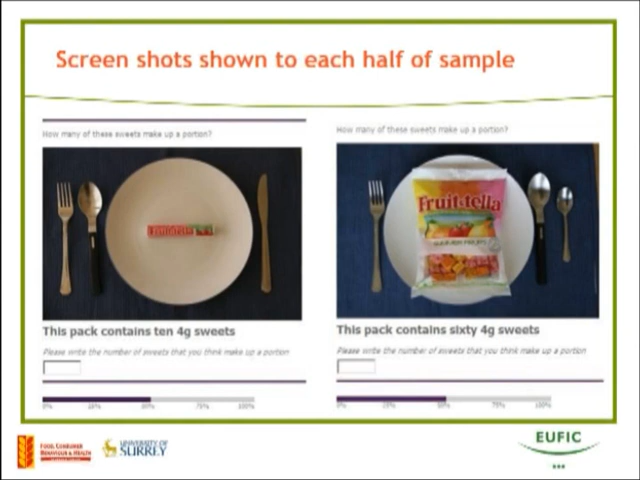 Screen shots shown to each half of sample
How many of these sweets make up a portion?
Fruittella
This pack contains ten 4g sweets
Please write the number of sweets that you think make up a portion
0% 25% 50% 75% 100%
How many of these sweets make up a portion?
Fruittella
This pack contains sixty 4g sweets
Please write the number of sweets that you think make up a portion
0% 25% 50% 75% 100%
FOOD, CONSUMER
BEHAVIOUR & HEALTH
UNIVERSITY OF
SURREY
EUFIC